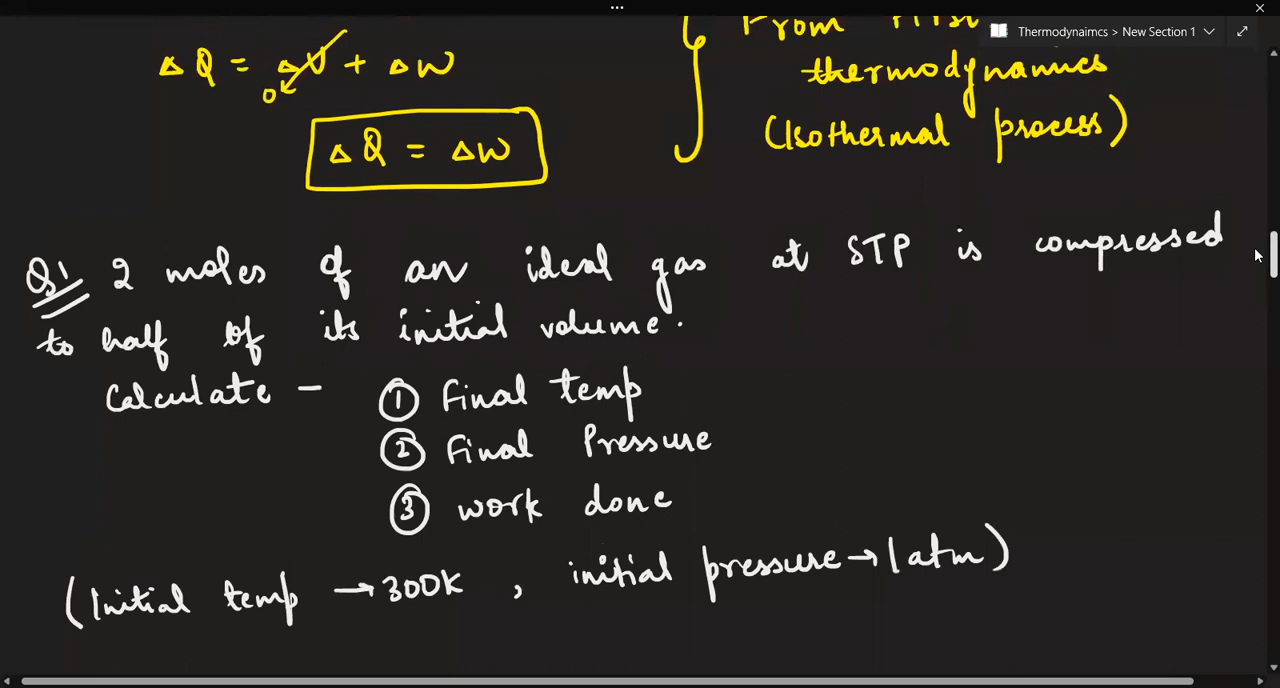 Thermodynaimcs > New Section 1
ΔQ = ΔU + ΔW
0
ΔQ = ΔW
From First
thermodynamics
(Isothermal process)
Q1 2 moles of an ideal gas at STP is compressed
to half of its initial volume.
Calculate - ① Final temp
② Final Pressure
③ work done
(Initial temp → 300K , initial pressure → 1 atm)